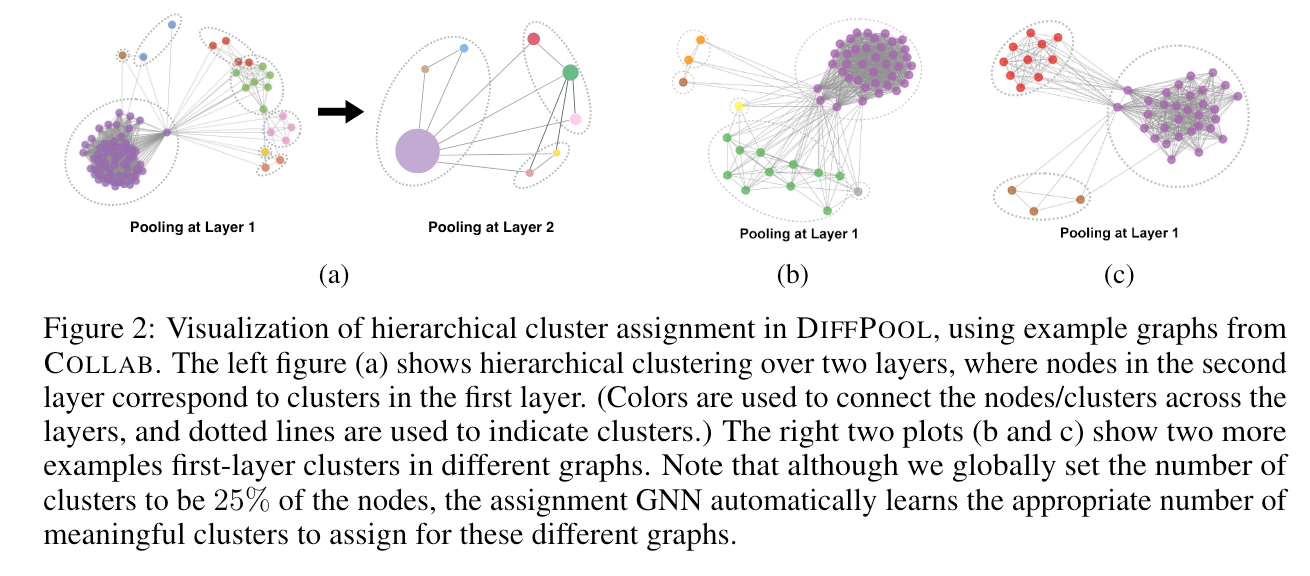 Pooling at Layer 1
Pooling at Layer 2
Pooling at Layer 1
Pooling at Layer 1
(a)
(b)
(c)
Figure 2: Visualization of hierarchical cluster assignment in DIFFPOOL, using example graphs from
COLLAB. The left figure (a) shows hierarchical clustering over two layers, where nodes in the second
layer correspond to clusters in the first layer. (Colors are used to connect the nodes/clusters across the
layers, and dotted lines are used to indicate clusters.) The right two plots (b and c) show two more
examples first-layer clusters in different graphs. Note that although we globally set the number of
clusters to be 25% of the nodes, the assignment GNN automatically learns the appropriate number of
meaningful clusters to assign for these different graphs.